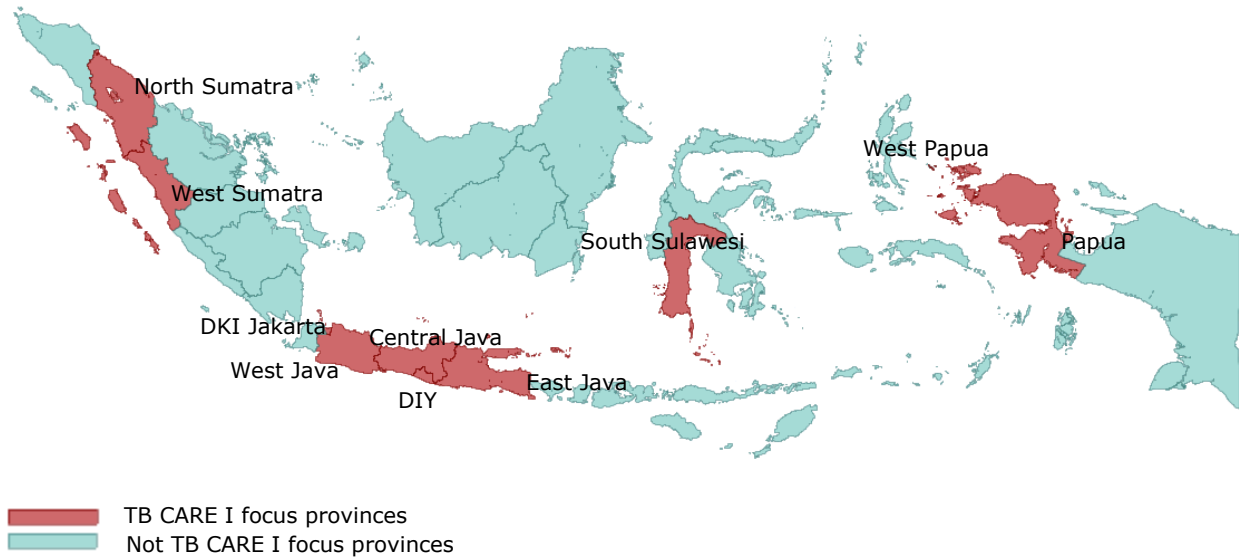 North Sumatra
West Papua
West Sumatra
South Sulawesi
Papua
DKI Jakarta
Central Java
West Java
East Java
DIY
TB CARE I focus provinces
Not TB CARE I focus provinces